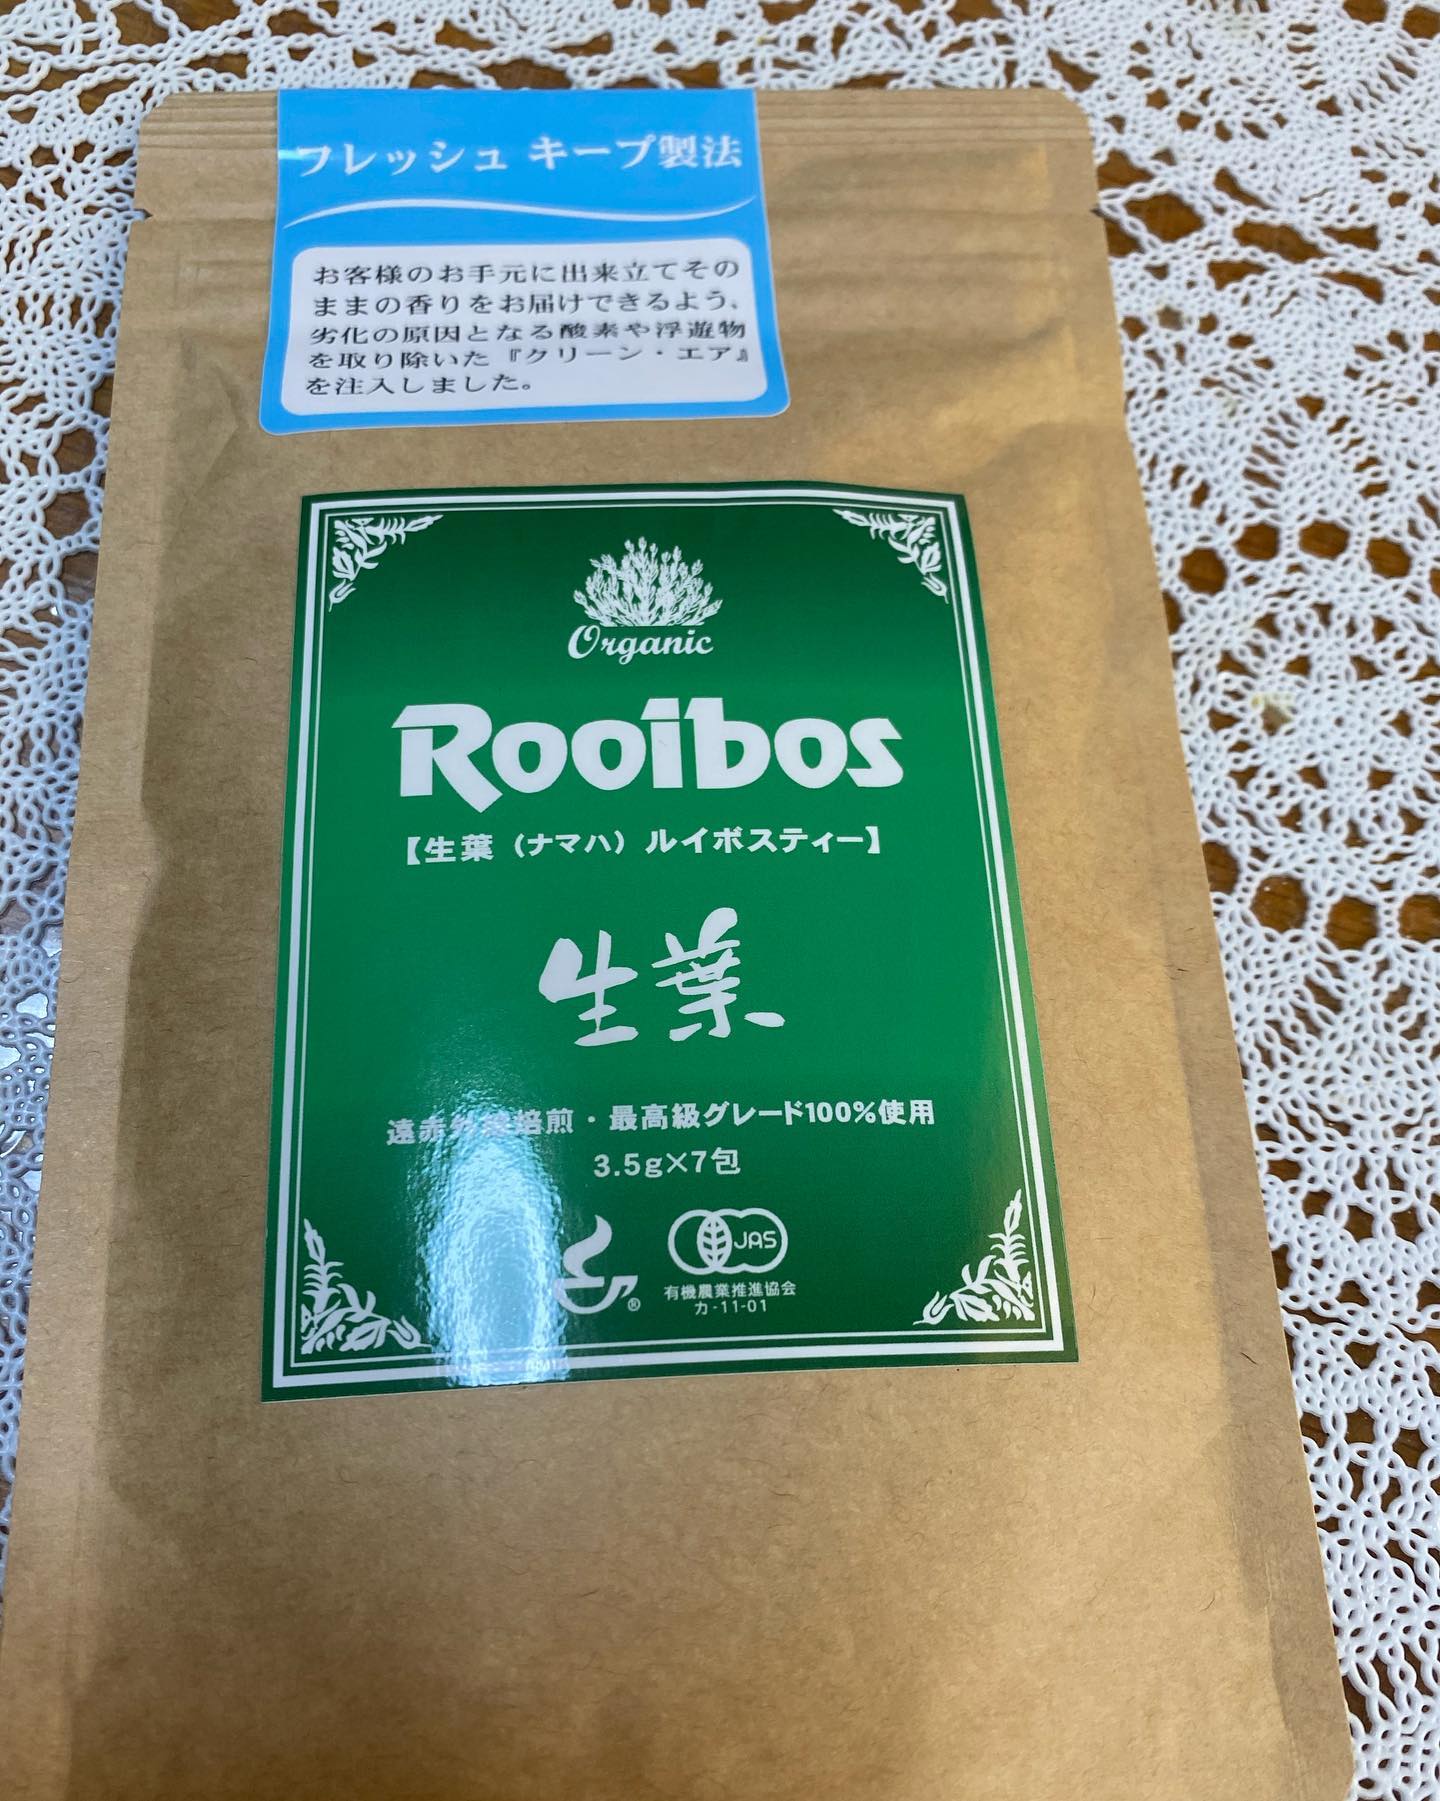 フレッシュ キープ製法
お客様のお手元に出来立てその
ままの香りをお届けできるよう、
劣化の原因となる酸素や浮遊物
を取り除いた『クリーン・エア』
を注入しました。
Organic
Rooibos
【生葉（ナマハ）ルイボスティー】
生葉
遠赤外線焙煎・最高級グレード100%使用
3.5g×7包
®
JAS
有機農業推進協会
カ-11-01